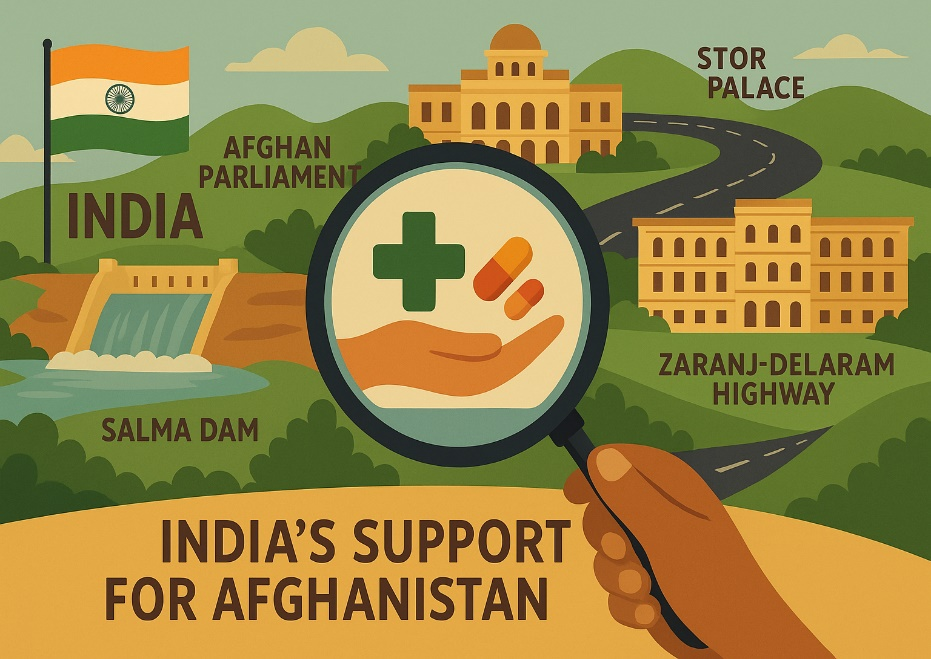 STOR
PALACE
AFGHAN
PARLIAMENT
INDIA
ZARANJ-DELARAM
HIGHWAY
SALMA DAM
INDIA'S SUPPORT
FOR AFGHANISTAN